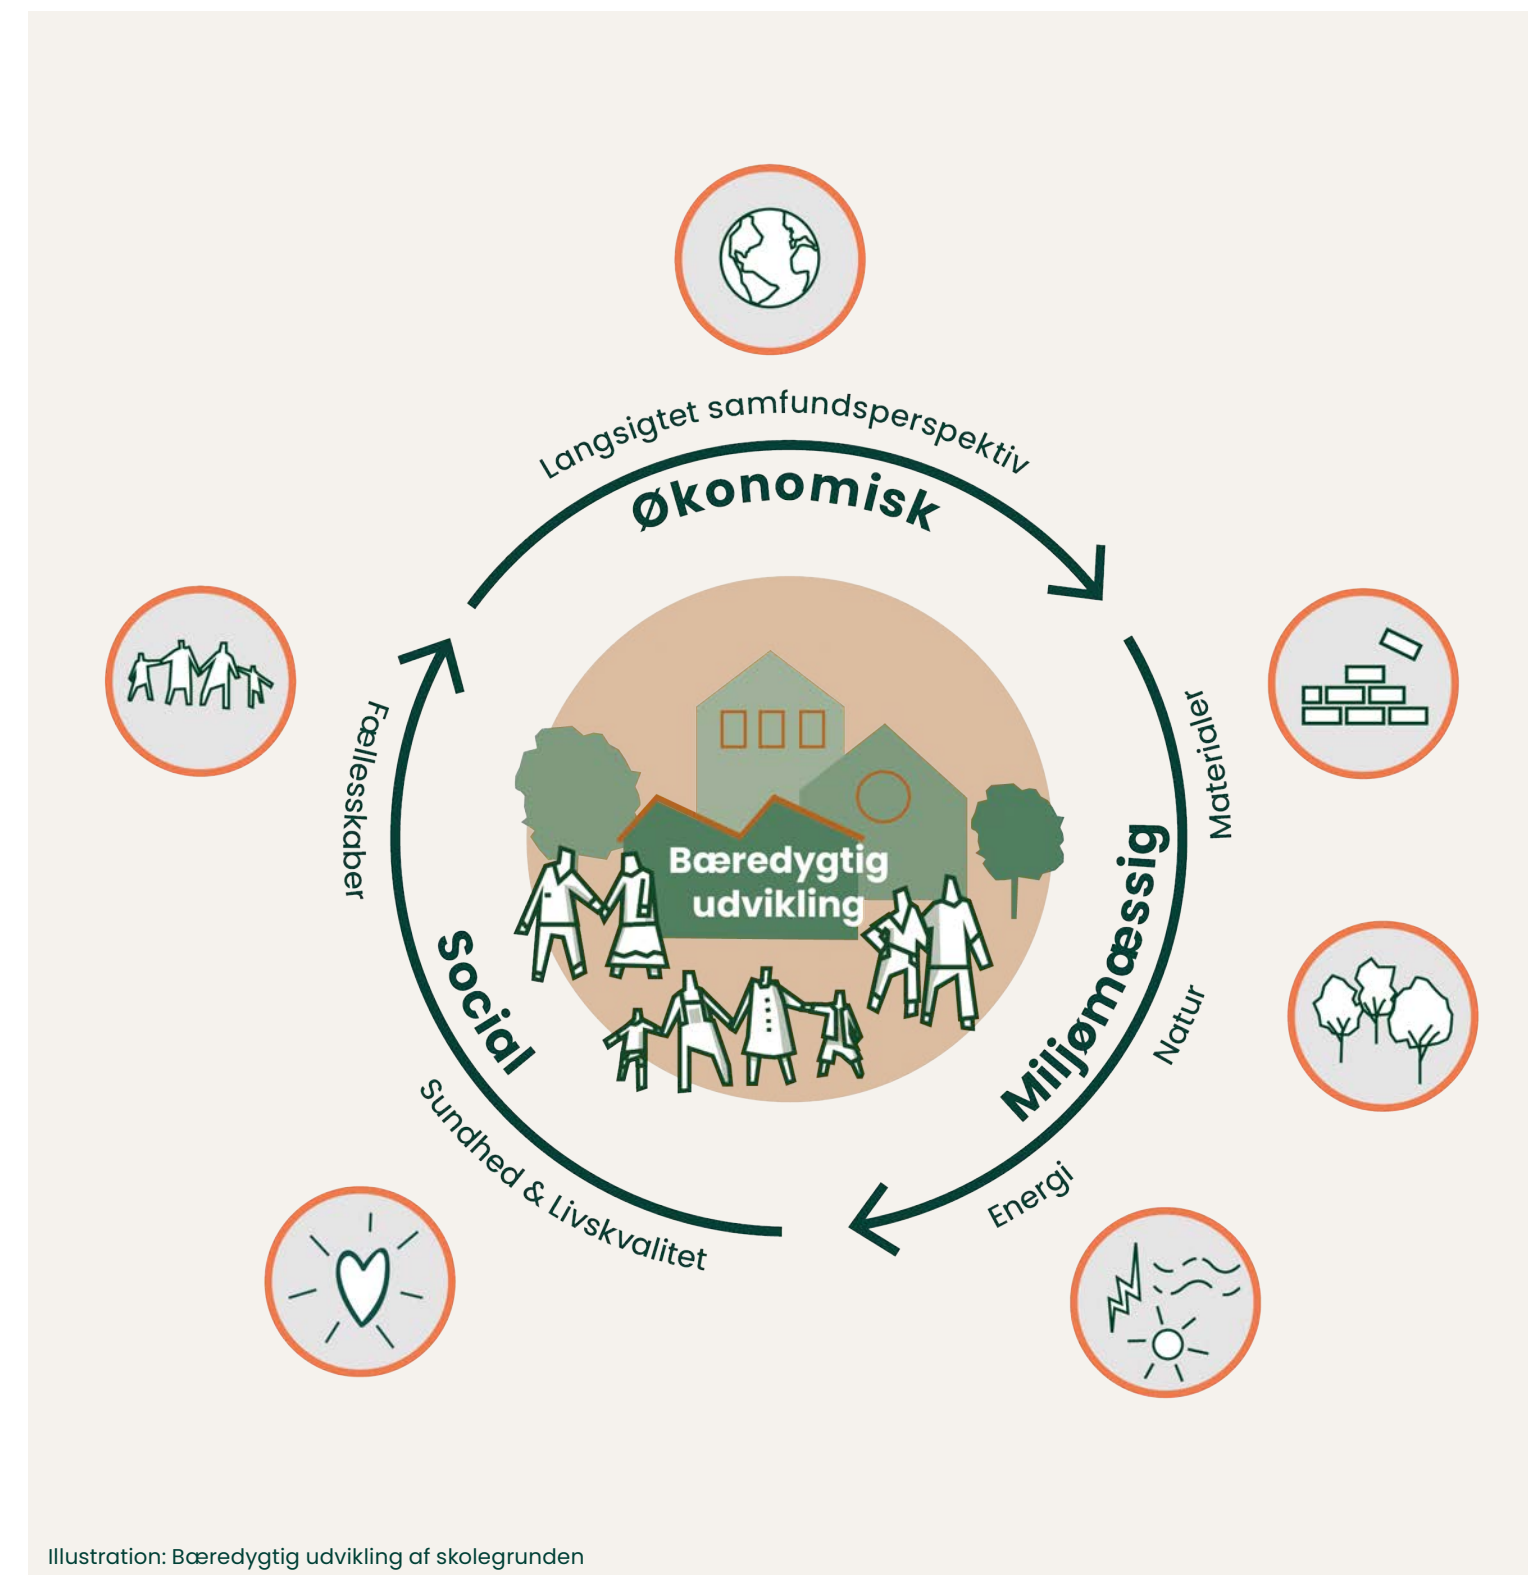 Langsigtet samfundsperspektiv
Økonomisk
Materialer
Miljømæssig
Natur
Energi
Bæredygtig
udvikling
Fællesskaber
Social
Sundhed & Livskvalitet
Illustration: Bæredygtig udvikling af skolegrunden